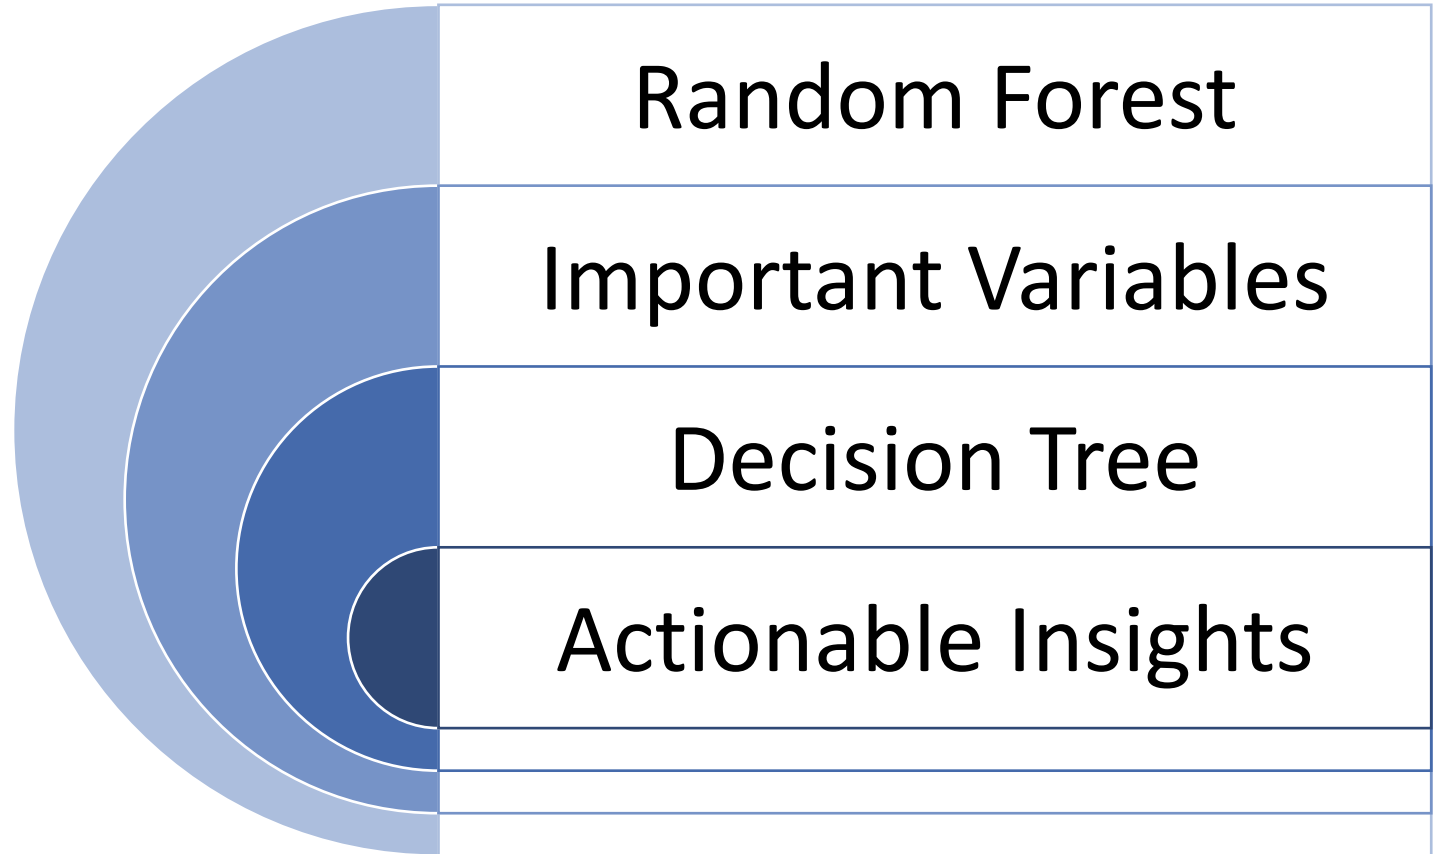 Random Forest
Important Variables
Decision Tree
Actionable Insights